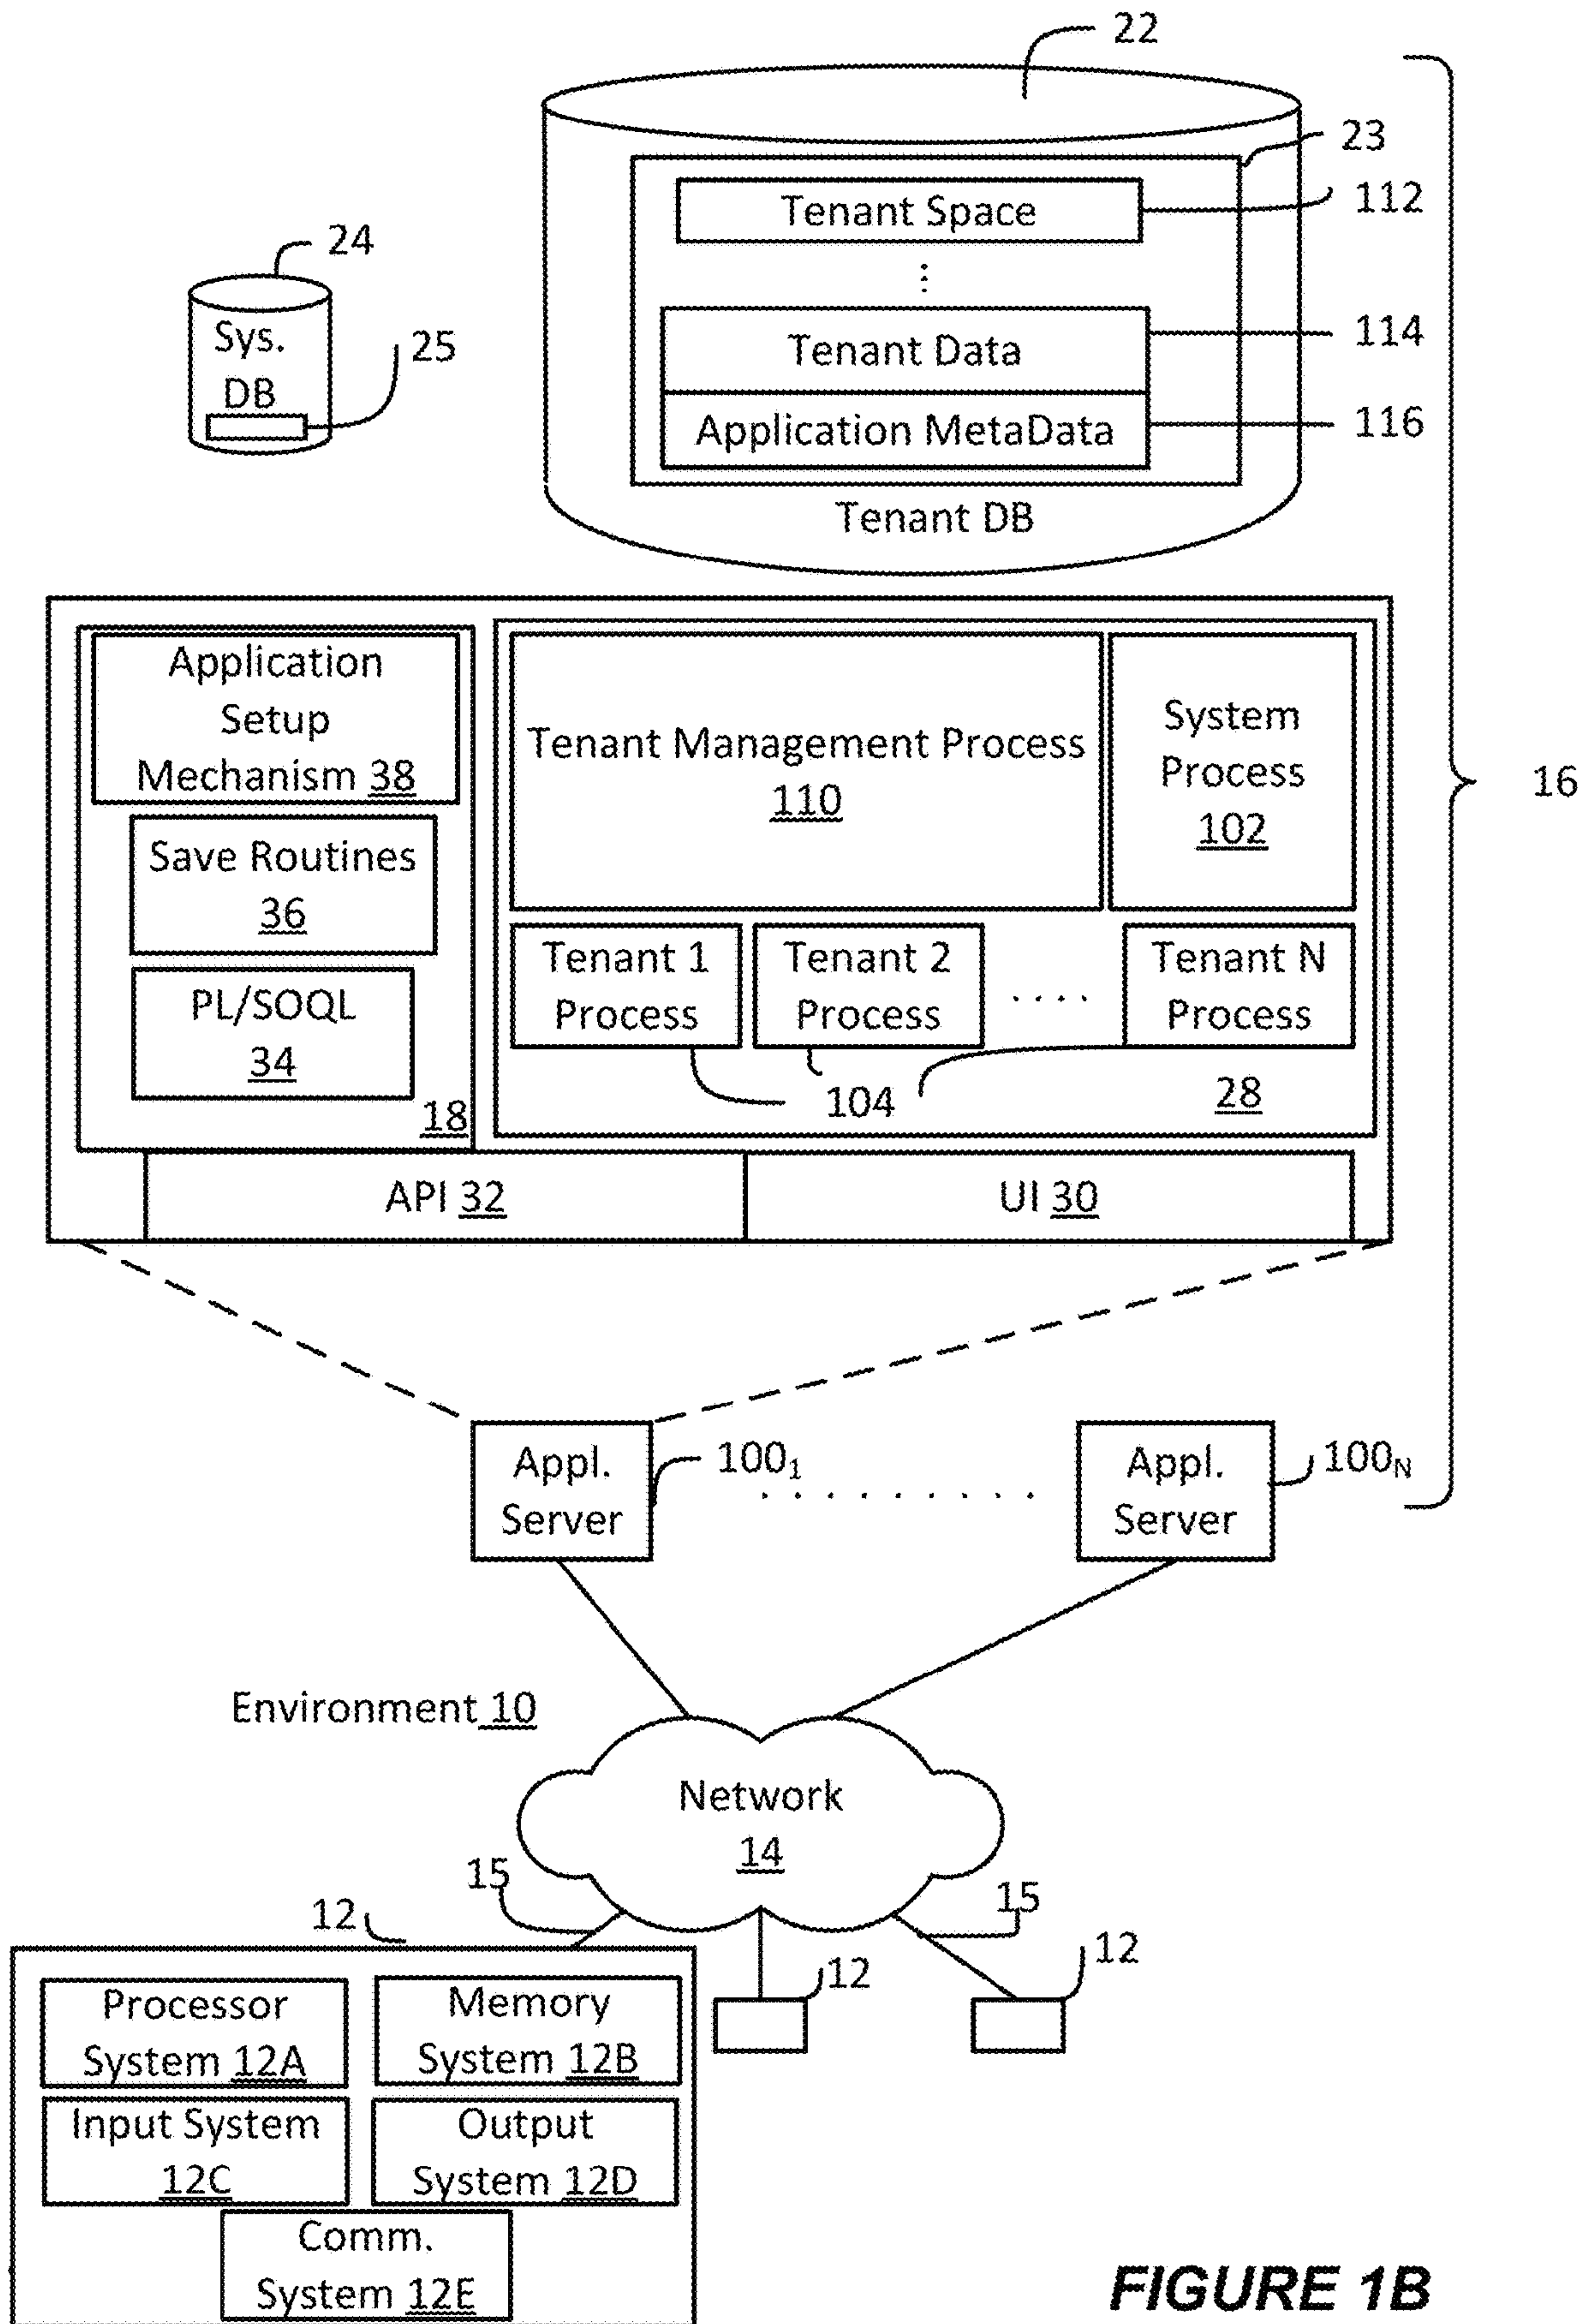 22
23
Tenant Space
112
24
Sys.
DB
25
Tenant Data
114
Application MetaData
116
Tenant DB
Application
Setup
Mechanism 38
Tenant Management Process
110
System
Process
102
16
Save Routines
36
Tenant 1
Process
Tenant 2
Process
. . . .
Tenant N
Process
PL/SOQL
34
104
28
18
API 32
UI 30
Appl.
Server
100₁
. . . . . . . . .
Appl.
Server
100ₙ
Environment 10
Network
14
15
15
12
12
12
Processor
System 12A
Memory
System 12B
Input System
12C
Output
System 12D
Comm.
System 12E
FIGURE 1B